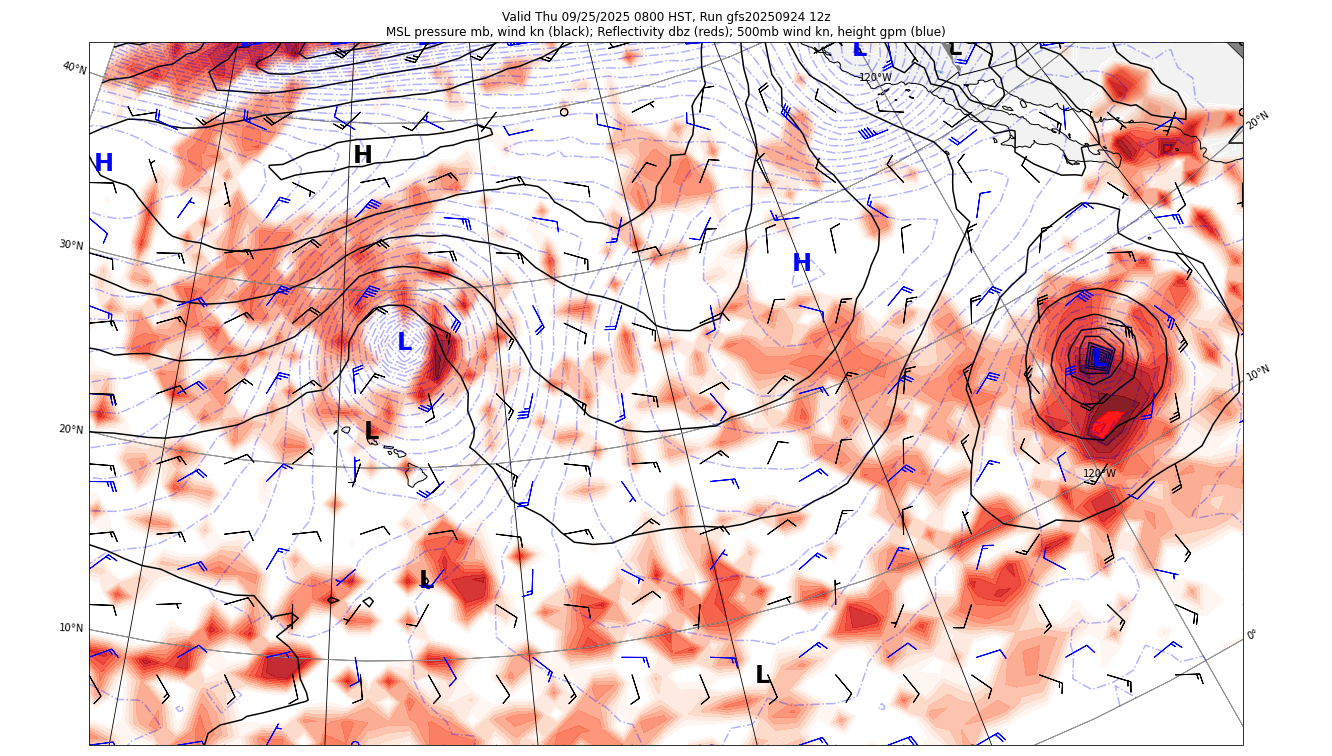 Valid Thu 09/25/2025 0800 HST, Run gfs20250924 12z
MSL pressure mb, wind kn (black); Reflectivity dbz (reds); 500mb wind kn, height gpm (blue)
L
L
40°N
120°W
20°N
H
H
30°N
H
L
L
10°N
20°N
L
120°W
L
10°N
0°
L